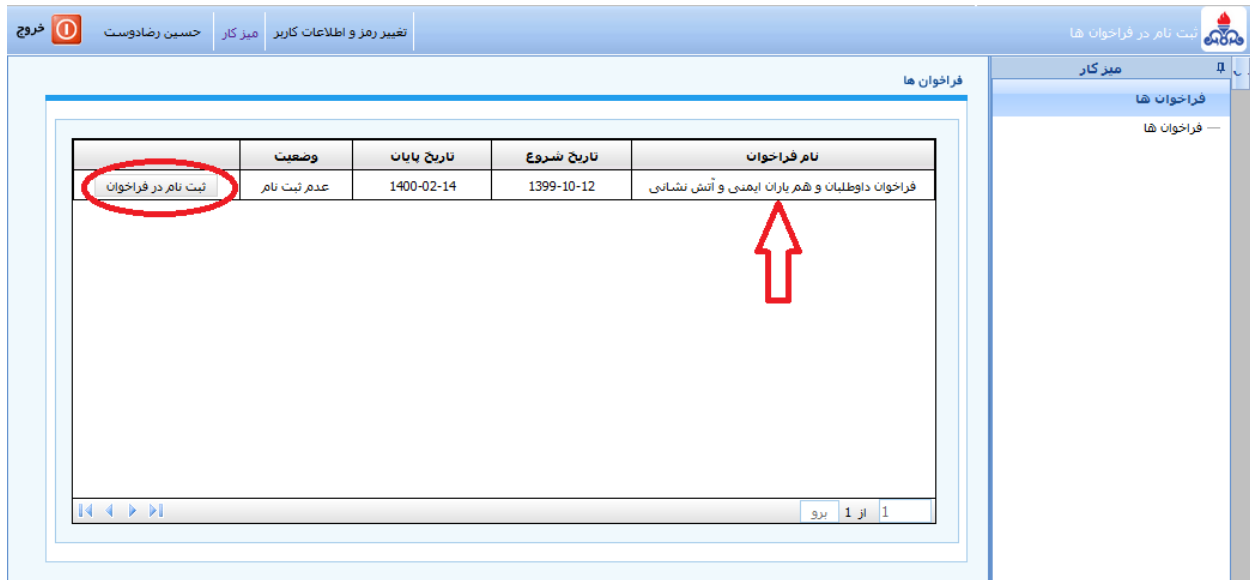 ثبت نام در فراخوان ها
تغییر رمز و اطلاعات کاربر
میز کار
حسین رضادوست
خروج
میز کار
فراخوان ها
فراخوان ها
فراخوان ها
نام فراخوان تاریخ شروع تاریخ پایان وضعیت
فراخوان داوطلبان و هم یاران ایمنی و آتش نشانی 1399-10-12 1400-02-14 عدم ثبت نام ثبت نام در فراخوان
1 از 1 برو